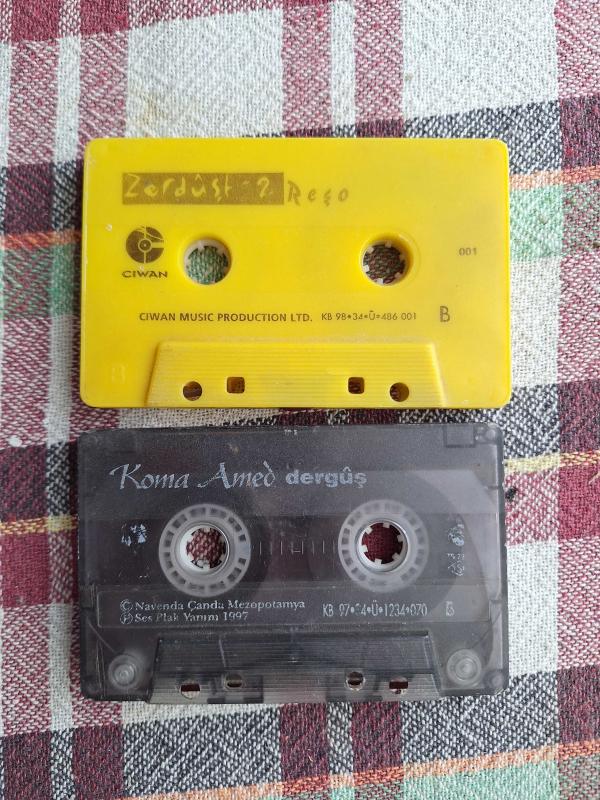 Zerdûşt - 2 Reşo
CIWAN
001
CIWAN MUSIC PRODUCTION LTD. KB 98•34•Ü•486 001 B
Koma Amed dergûş
© Navenda Çanda Mezopotamya KB 97•34•Ü•1234•070 B
Ⓟ Ses Plak Yanım 1997